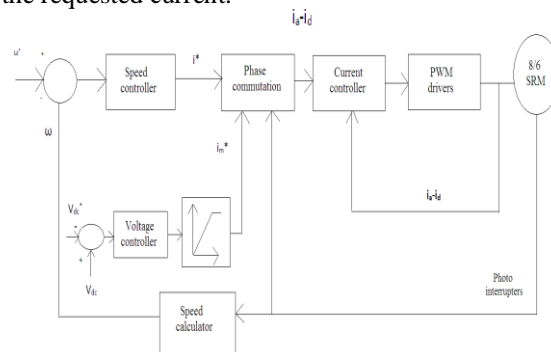 the requested current.
ia-id
ω*
+
-
Speed
controller
i*
Phase
commutation
Current
controller
PWM
drivers
8/6
SRM
ω
im*
ia-id
Vdc*
-
+
Vdc
Voltage
controller
Photo
interrupters
Speed
calculator